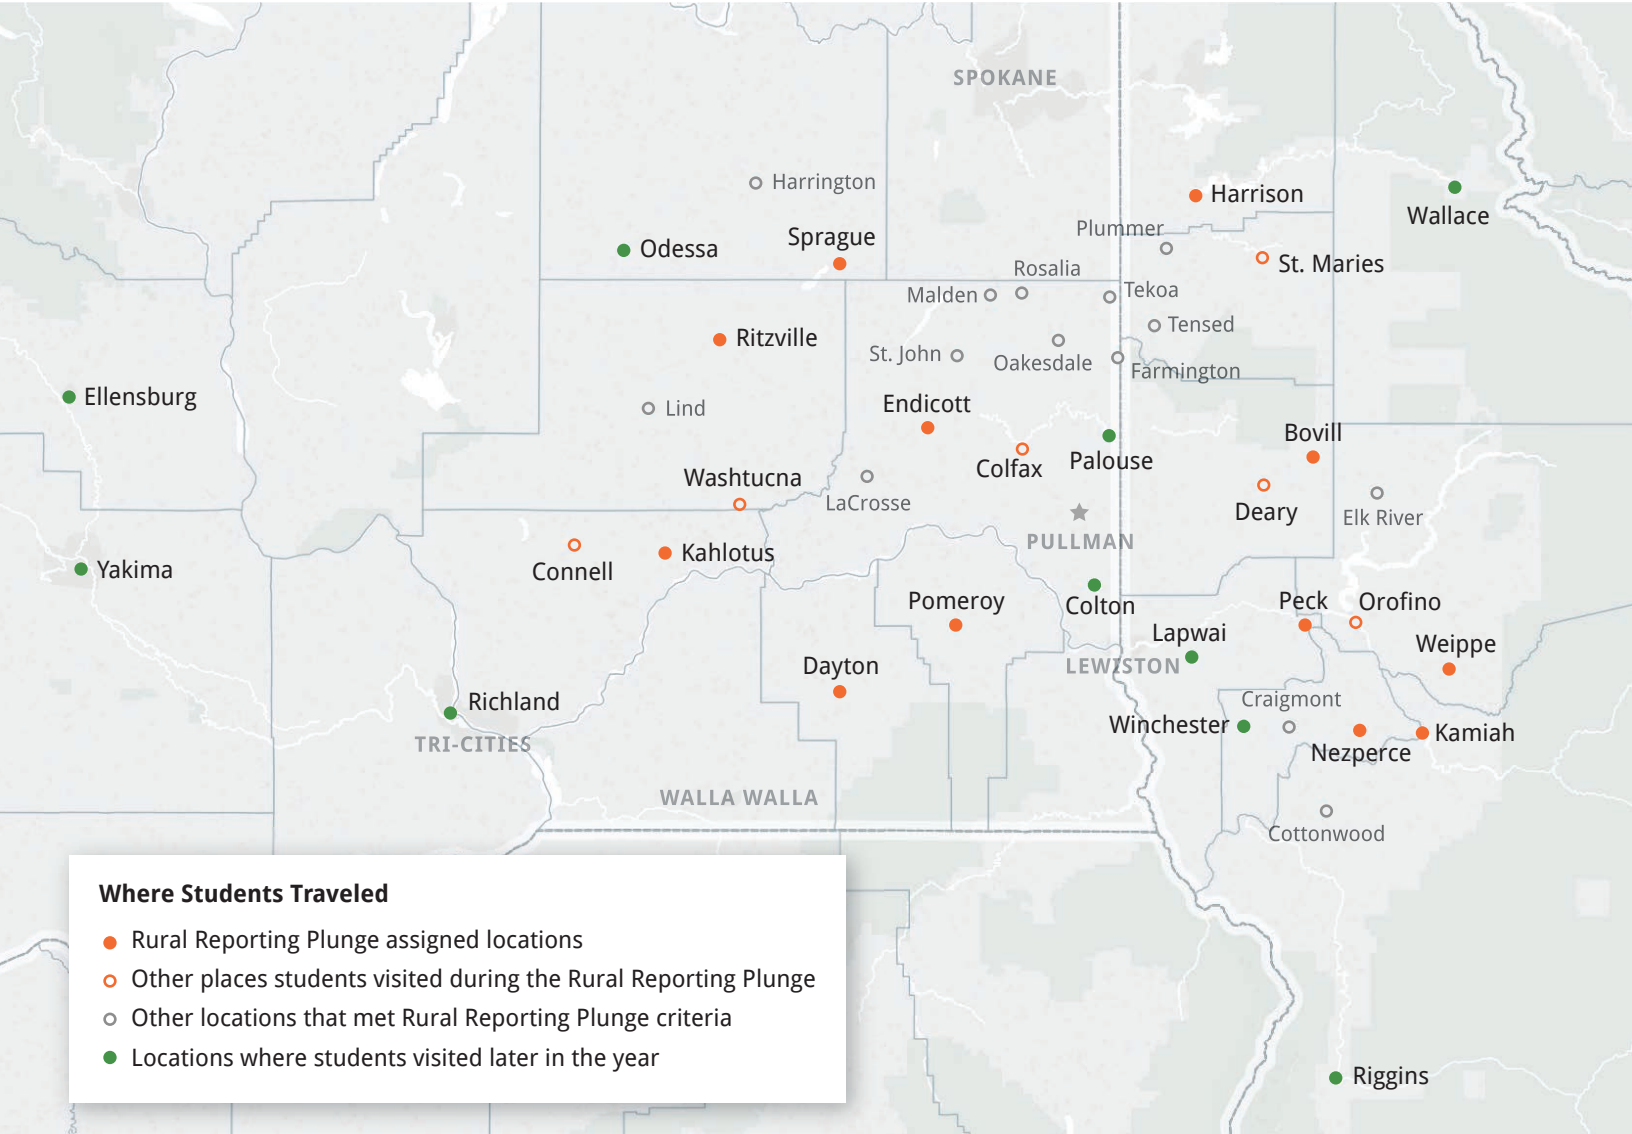 SPOKANE
Harrington
Harrison
Wallace
Plummer
Sprague
Odessa
St. Maries
Rosalia
Malden
Tekoa
Tensed
Ritzville
St. John
Oakesdale
Farmington
Ellensburg
Endicott
Lind
Bovill
Palouse
Colfax
Washtucna
LaCrosse
Deary
Elk River
PULLMAN
Kahlotus
Connell
Yakima
Pomeroy
Colton
Peck
Orofino
Lapwai
Weippe
Dayton
LEWISTON
Richland
Craigmont
Winchester
Kamiah
TRI-CITIES
Nezperce
WALLA WALLA
Cottonwood
Where Students Traveled
Rural Reporting Plunge assigned locations
Other places students visited during the Rural Reporting Plunge
Other locations that met Rural Reporting Plunge criteria
Locations where students visited later in the year
Riggins